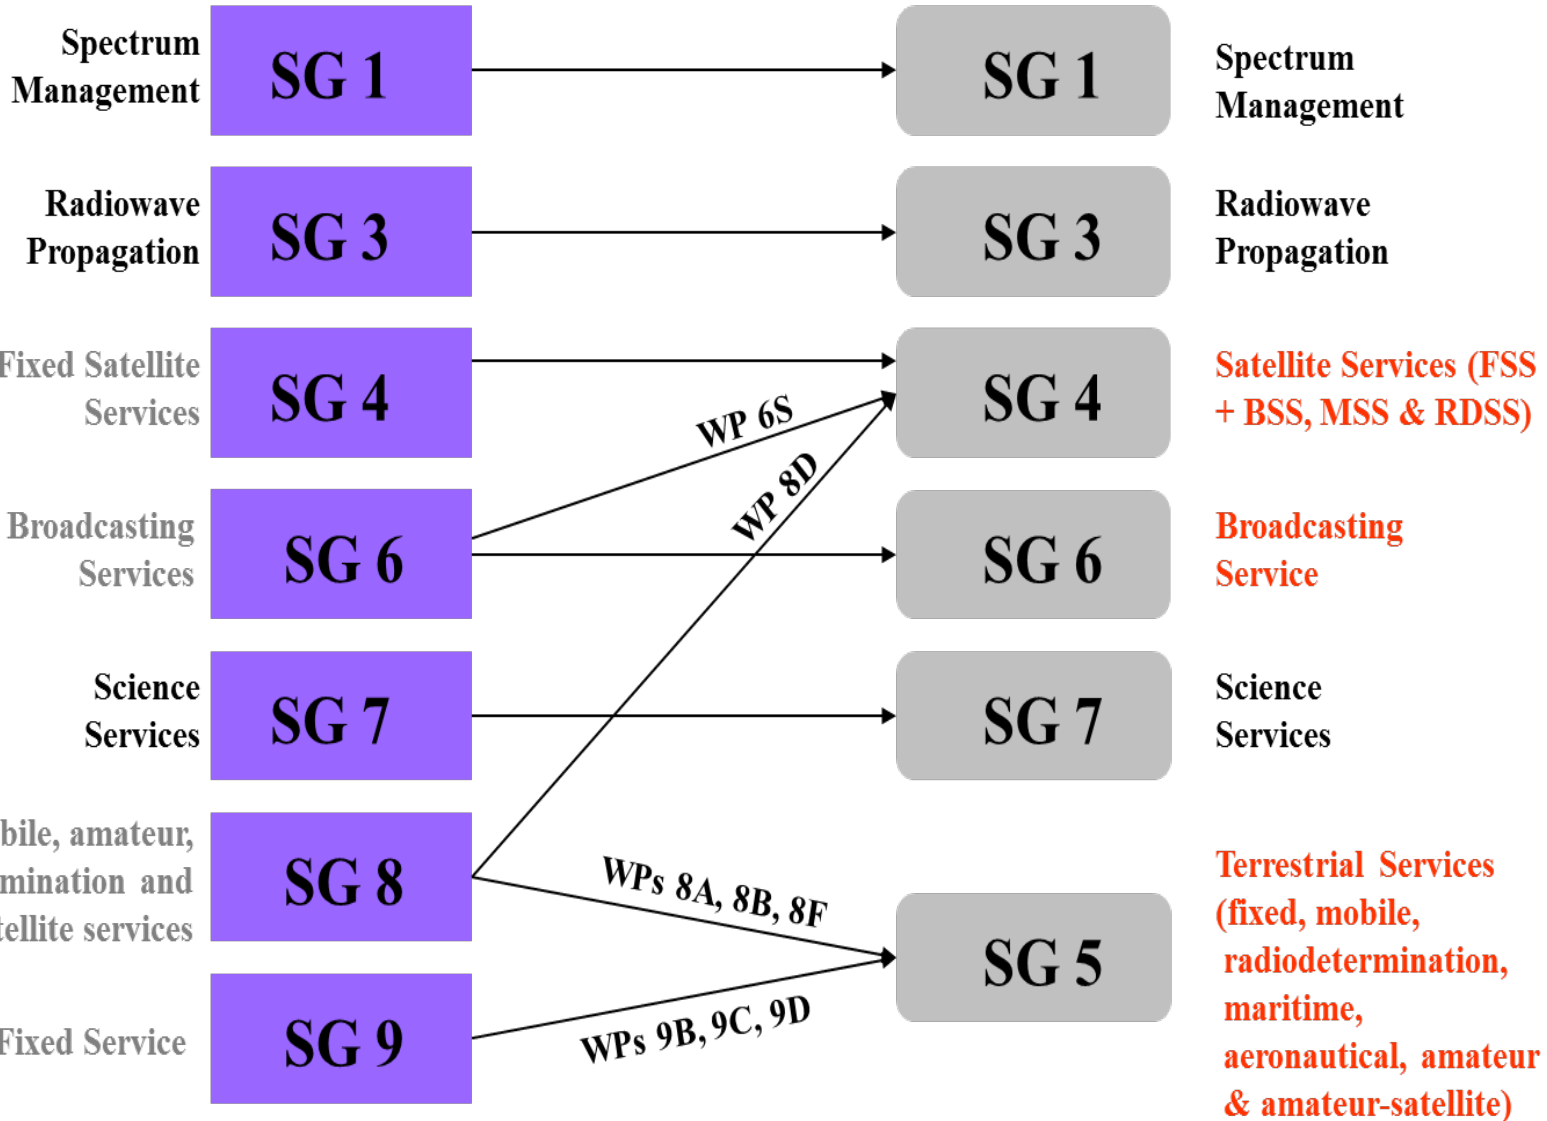 Spectrum
Management
SG 1
SG 1
Spectrum
Management
Radiowave
Propagation
SG 3
SG 3
Radiowave
Propagation
Fixed Satellite
Services
SG 4
SG 4
Satellite Services (FSS
+ BSS, MSS & RDSS)
WP 6S
WP 8D
Broadcasting
Services
SG 6
SG 6
Broadcasting
Service
Science
Services
SG 7
SG 7
Science
Services
bile, amateur,
mination and
tellite services
SG 8
WPs 8A, 8B, 8F
SG 5
Terrestrial Services
(fixed, mobile,
radiodetermination,
maritime,
aeronautical, amateur
& amateur-satellite)
Fixed Service
SG 9
WPs 9B, 9C, 9D